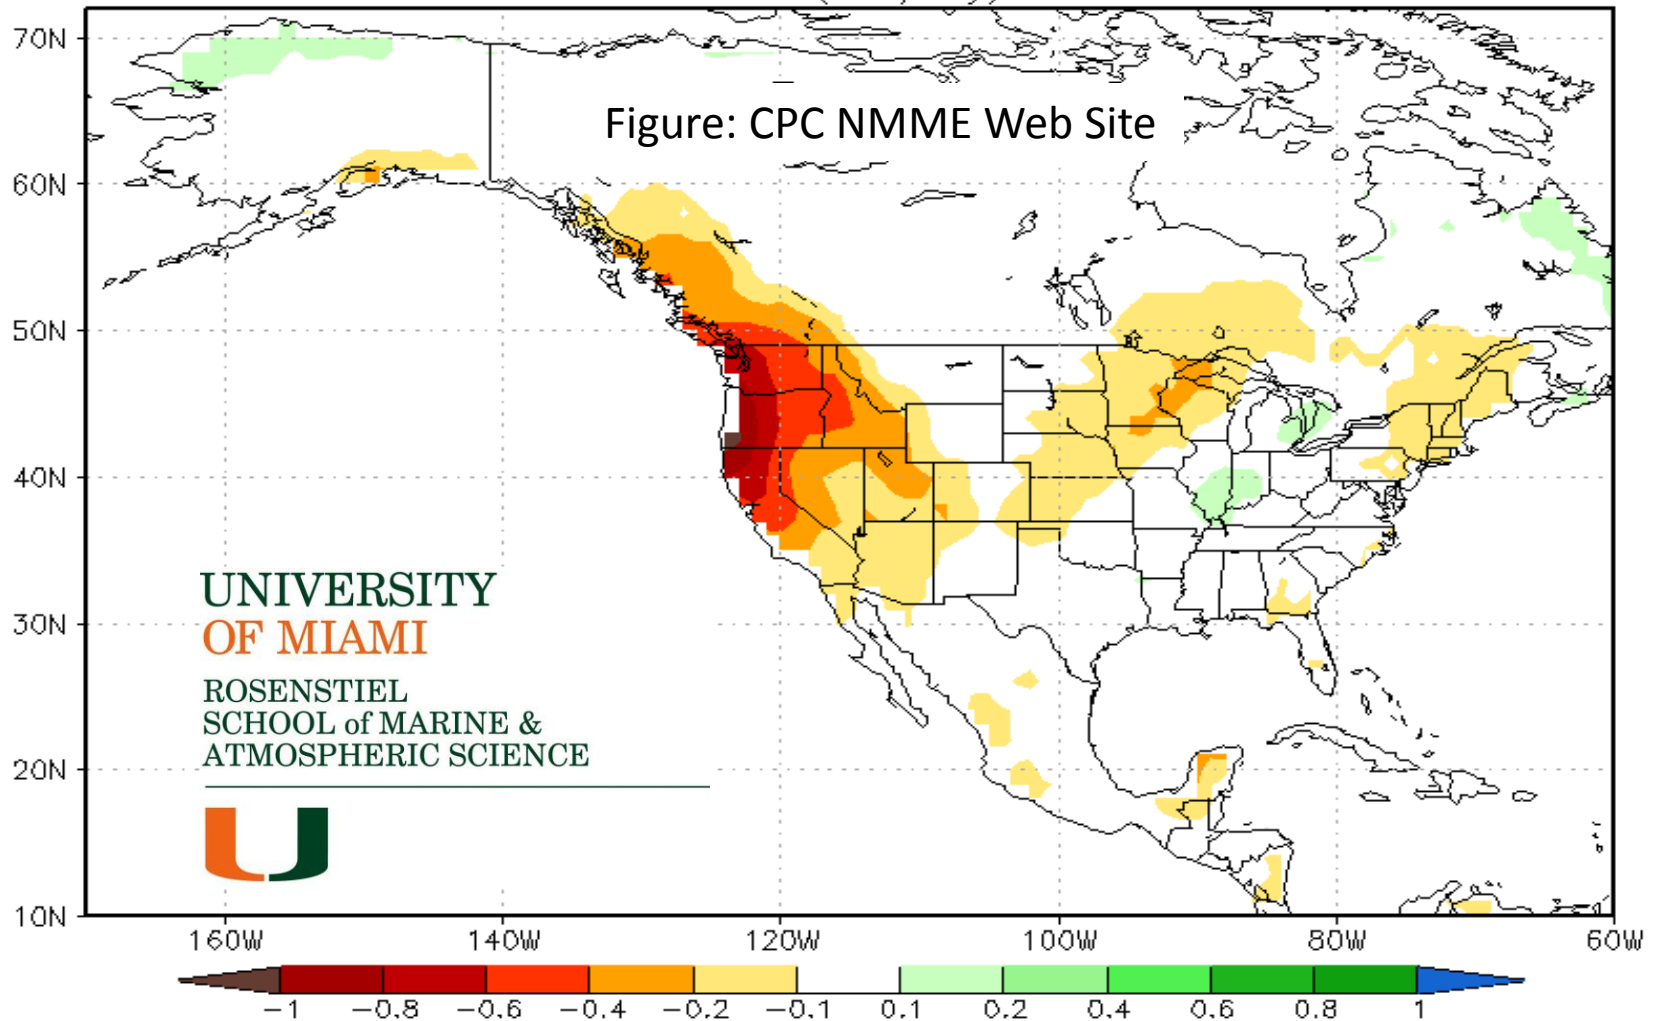 70N
Figure: CPC NMME Web Site
60N
50N
40N
UNIVERSITY
OF MIAMI
30N
ROSENSTIEL
SCHOOL of MARINE &
ATMOSPHERIC SCIENCE
20N
10N
160W 140W 120W 100W 80W 60W
−1 −0.8 −0.6 −0.4 −0.2 −0.1 0.1 0.2 0.4 0.6 0.8 1